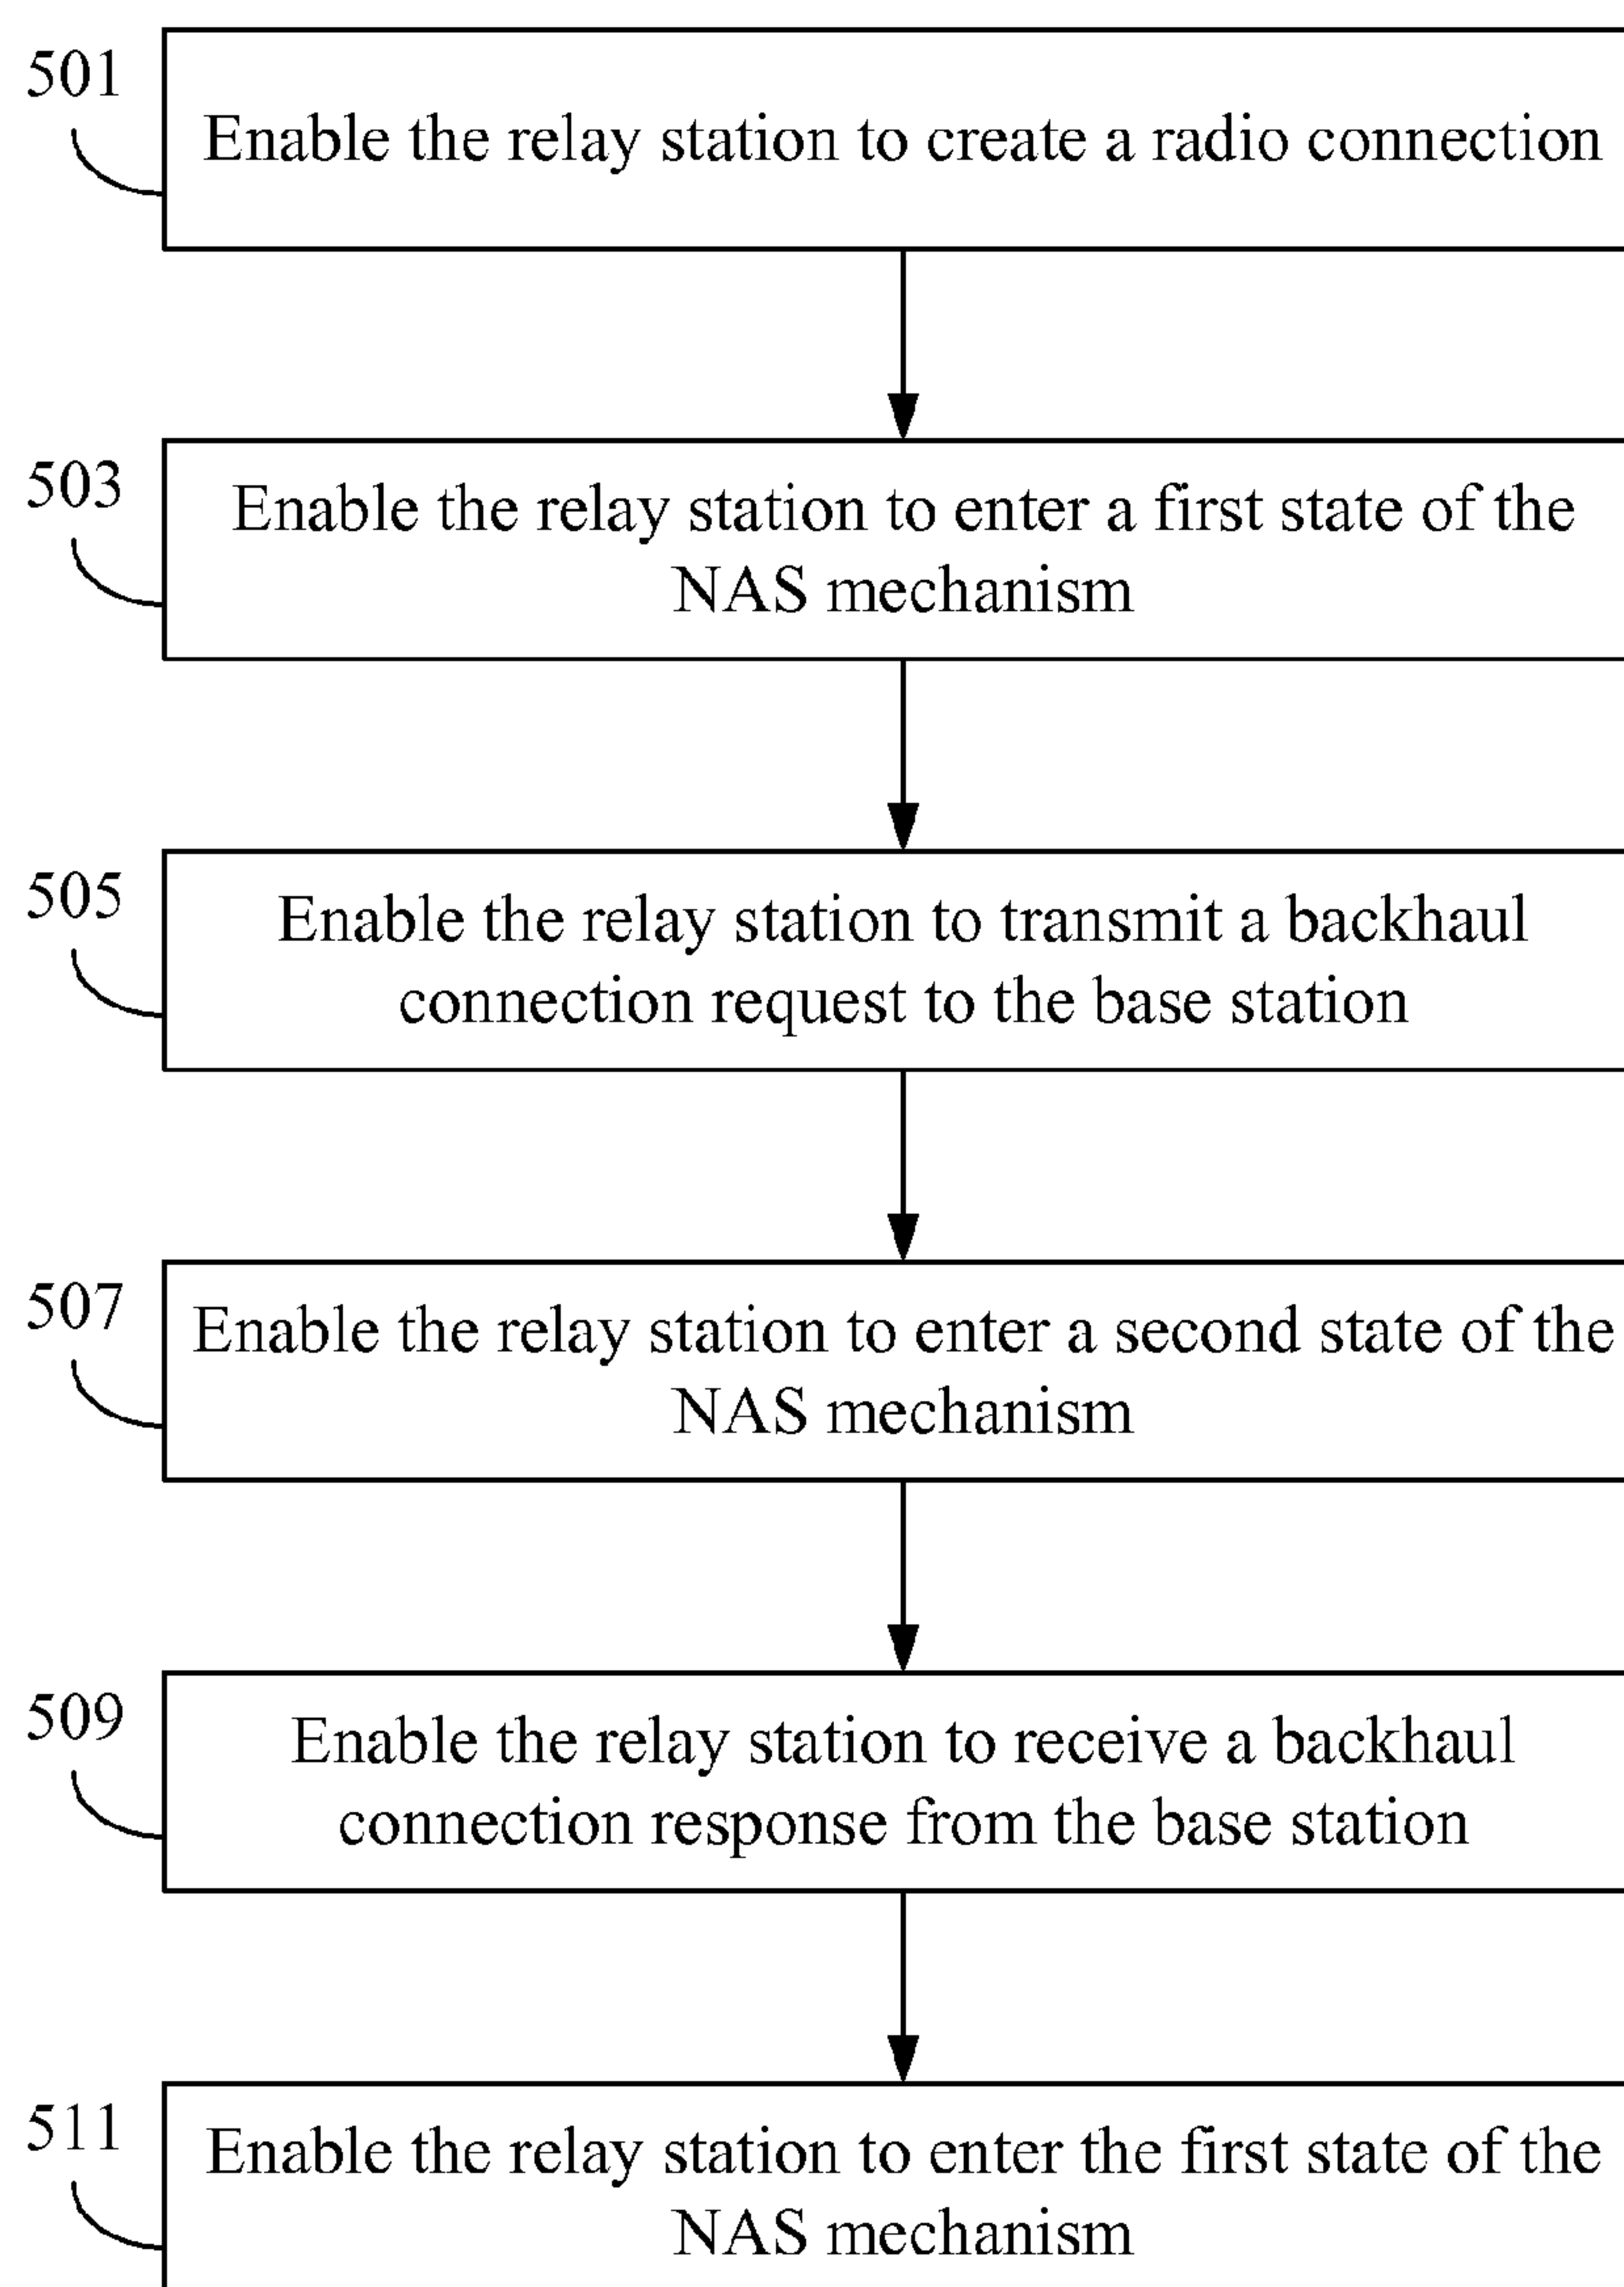 501
Enable the relay station to create a radio connection
503
Enable the relay station to enter a first state of the
NAS mechanism
505
Enable the relay station to transmit a backhaul
connection request to the base station
507
Enable the relay station to enter a second state of the
NAS mechanism
509
Enable the relay station to receive a backhaul
connection response from the base station
511
Enable the relay station to enter the first state of the
NAS mechanism